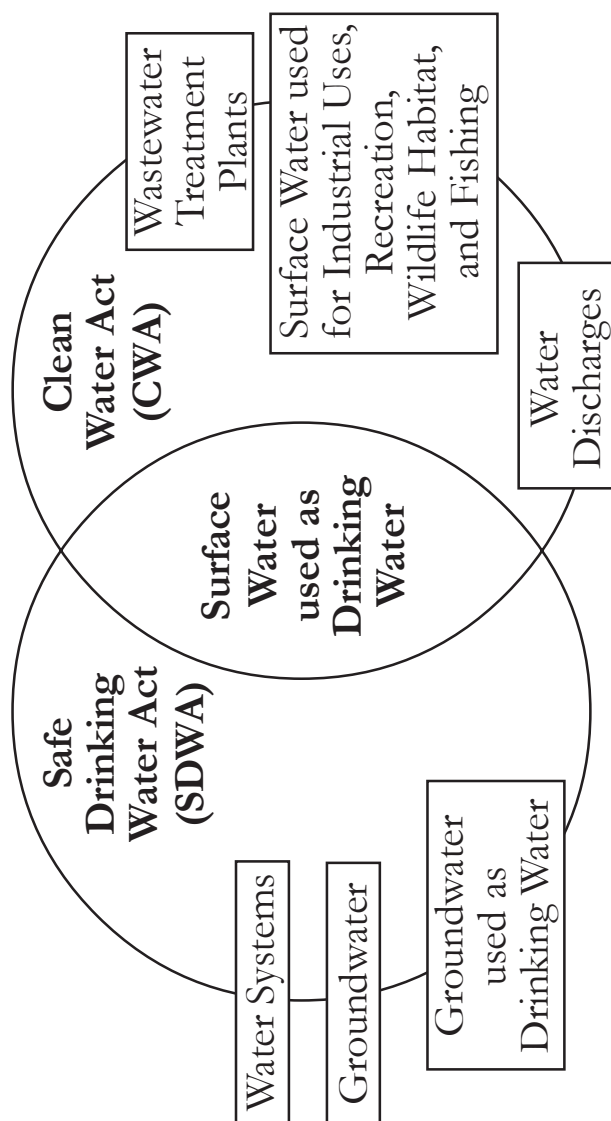 Safe
Drinking
Water Act
(SDWA)
Clean
Water Act
(CWA)
Surface
Water
used as
Drinking
Water
Water Systems
Groundwater
Groundwater
used as
Drinking Water
Wastewater
Treatment
Plants
Surface Water used
for Industrial Uses,
Recreation,
Wildlife Habitat,
and Fishing
Water
Discharges